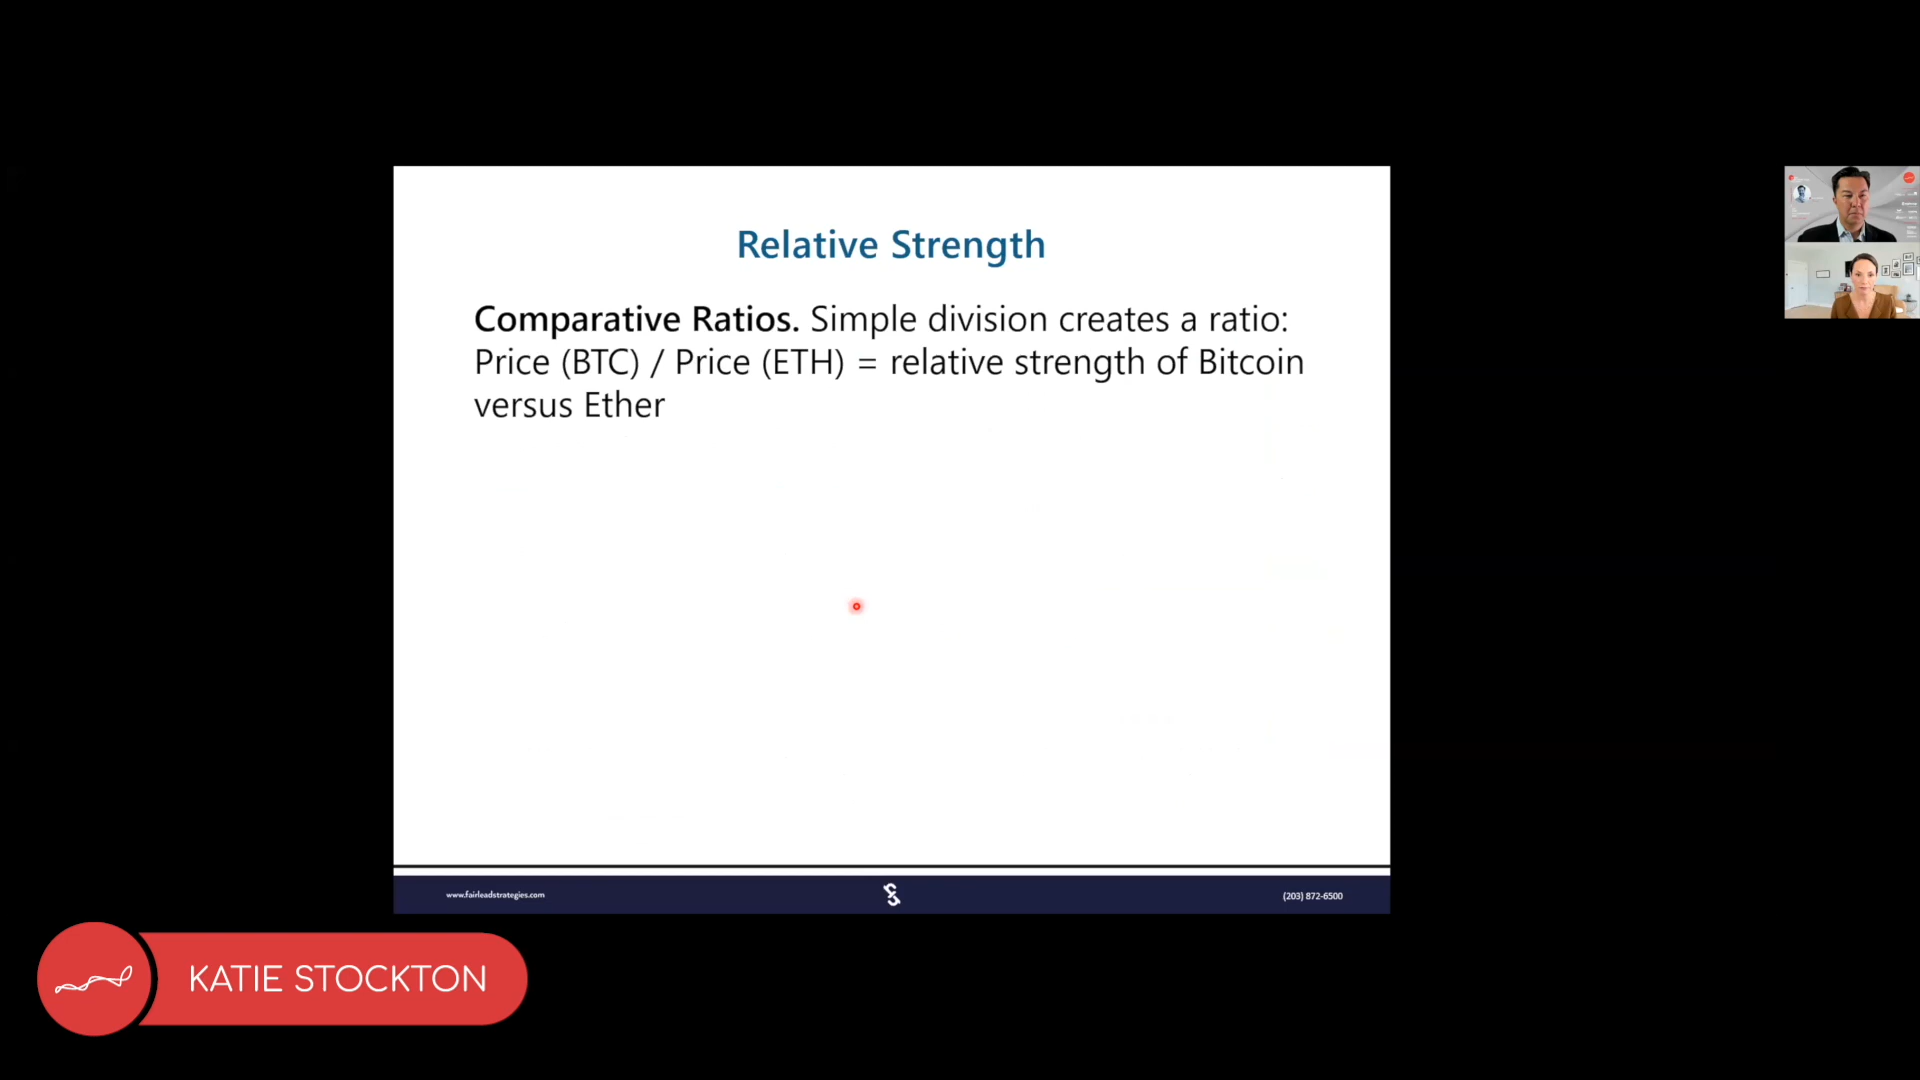 Relative Strength
Comparative Ratios. Simple division creates a ratio:
Price (BTC) / Price (ETH) = relative strength of Bitcoin
versus Ether
www.fairleadstrategies.com
(203) 872-6500
KATIE STOCKTON